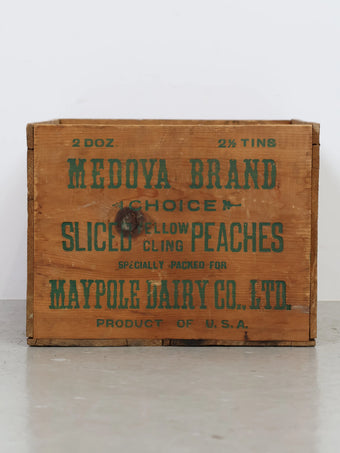 2 DOZ. 2½ TINS
MEDOVA BRAND
CHOICE
SLICED YELLOW CLING PEACHES
SPECIALLY PACKED FOR
MAYPOLE DAIRY CO., LTD.
PRODUCT OF U.S.A.